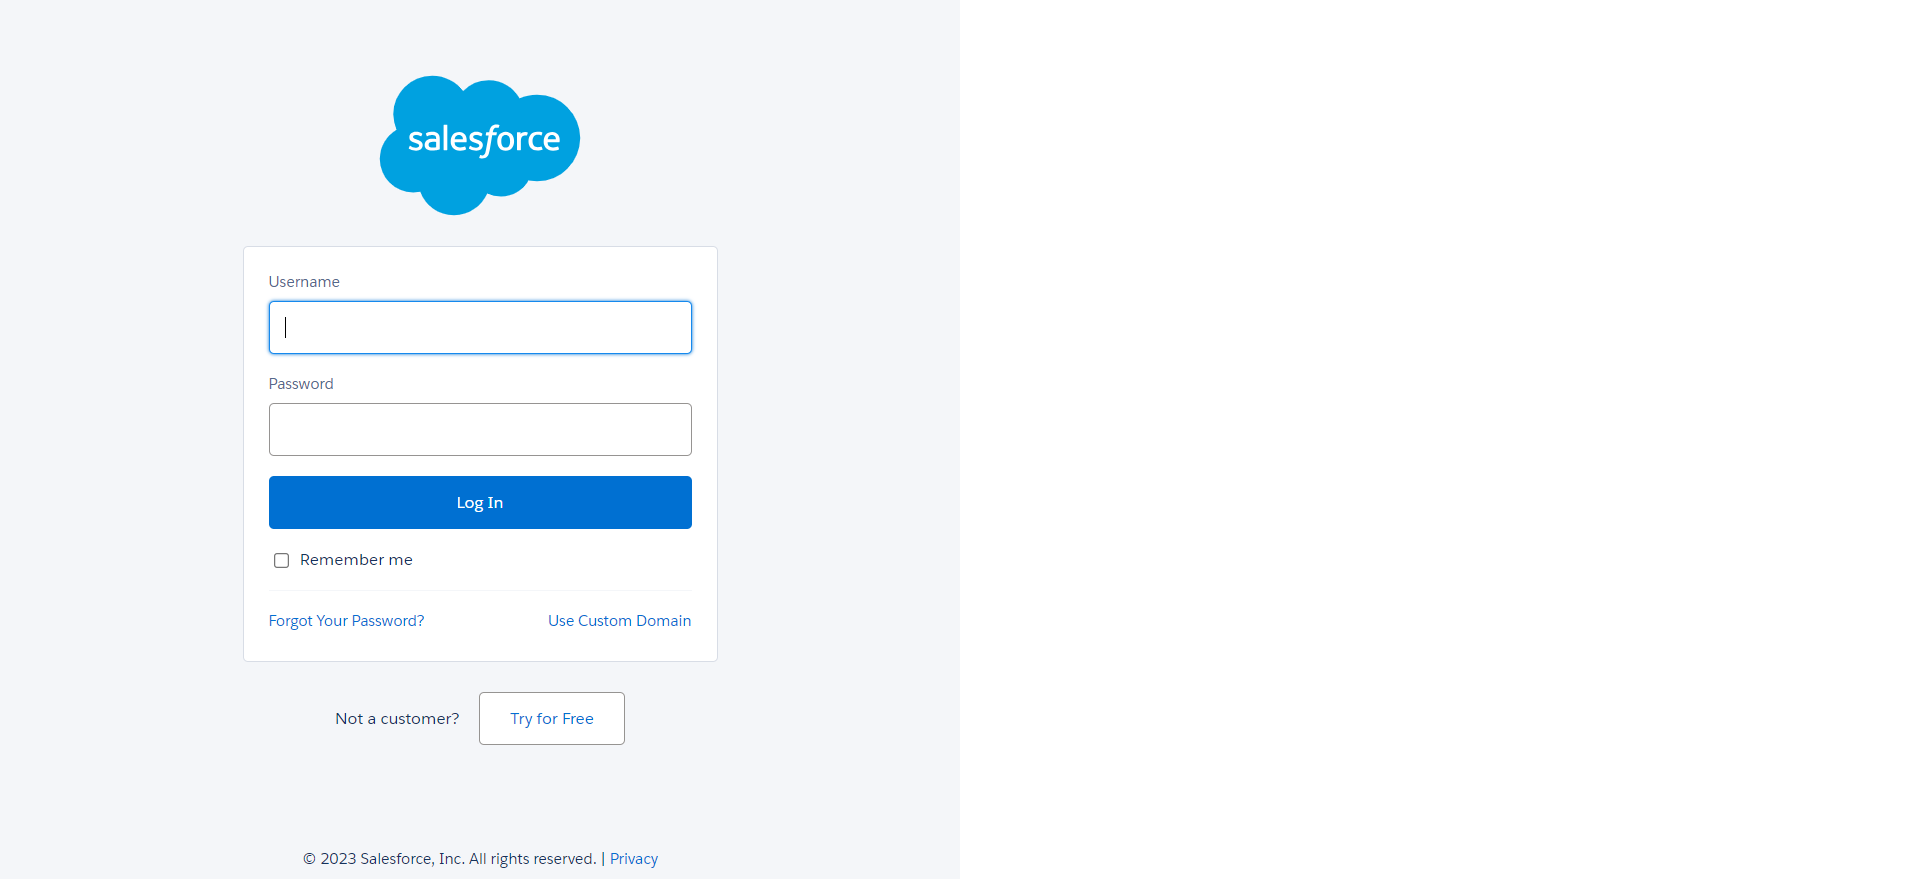 salesforce
Username
Password
Log In
Remember me
Forgot Your Password? Use Custom Domain
Not a customer? Try for Free
© 2023 Salesforce, Inc. All rights reserved. | Privacy